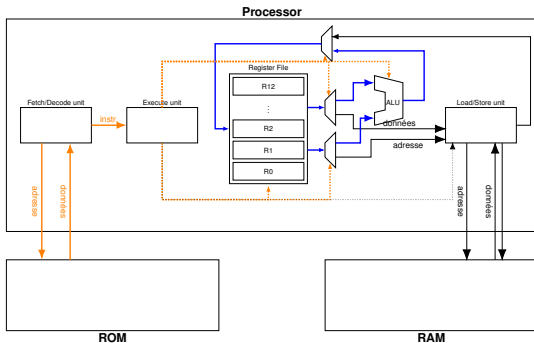 Processor
Register File
R12
⋮
R2
R1
R0
ALU
Fetch/Decode unit
instr
Execute unit
Load/Store unit
données
adresse
adresse
données
adresse
données
ROM
RAM